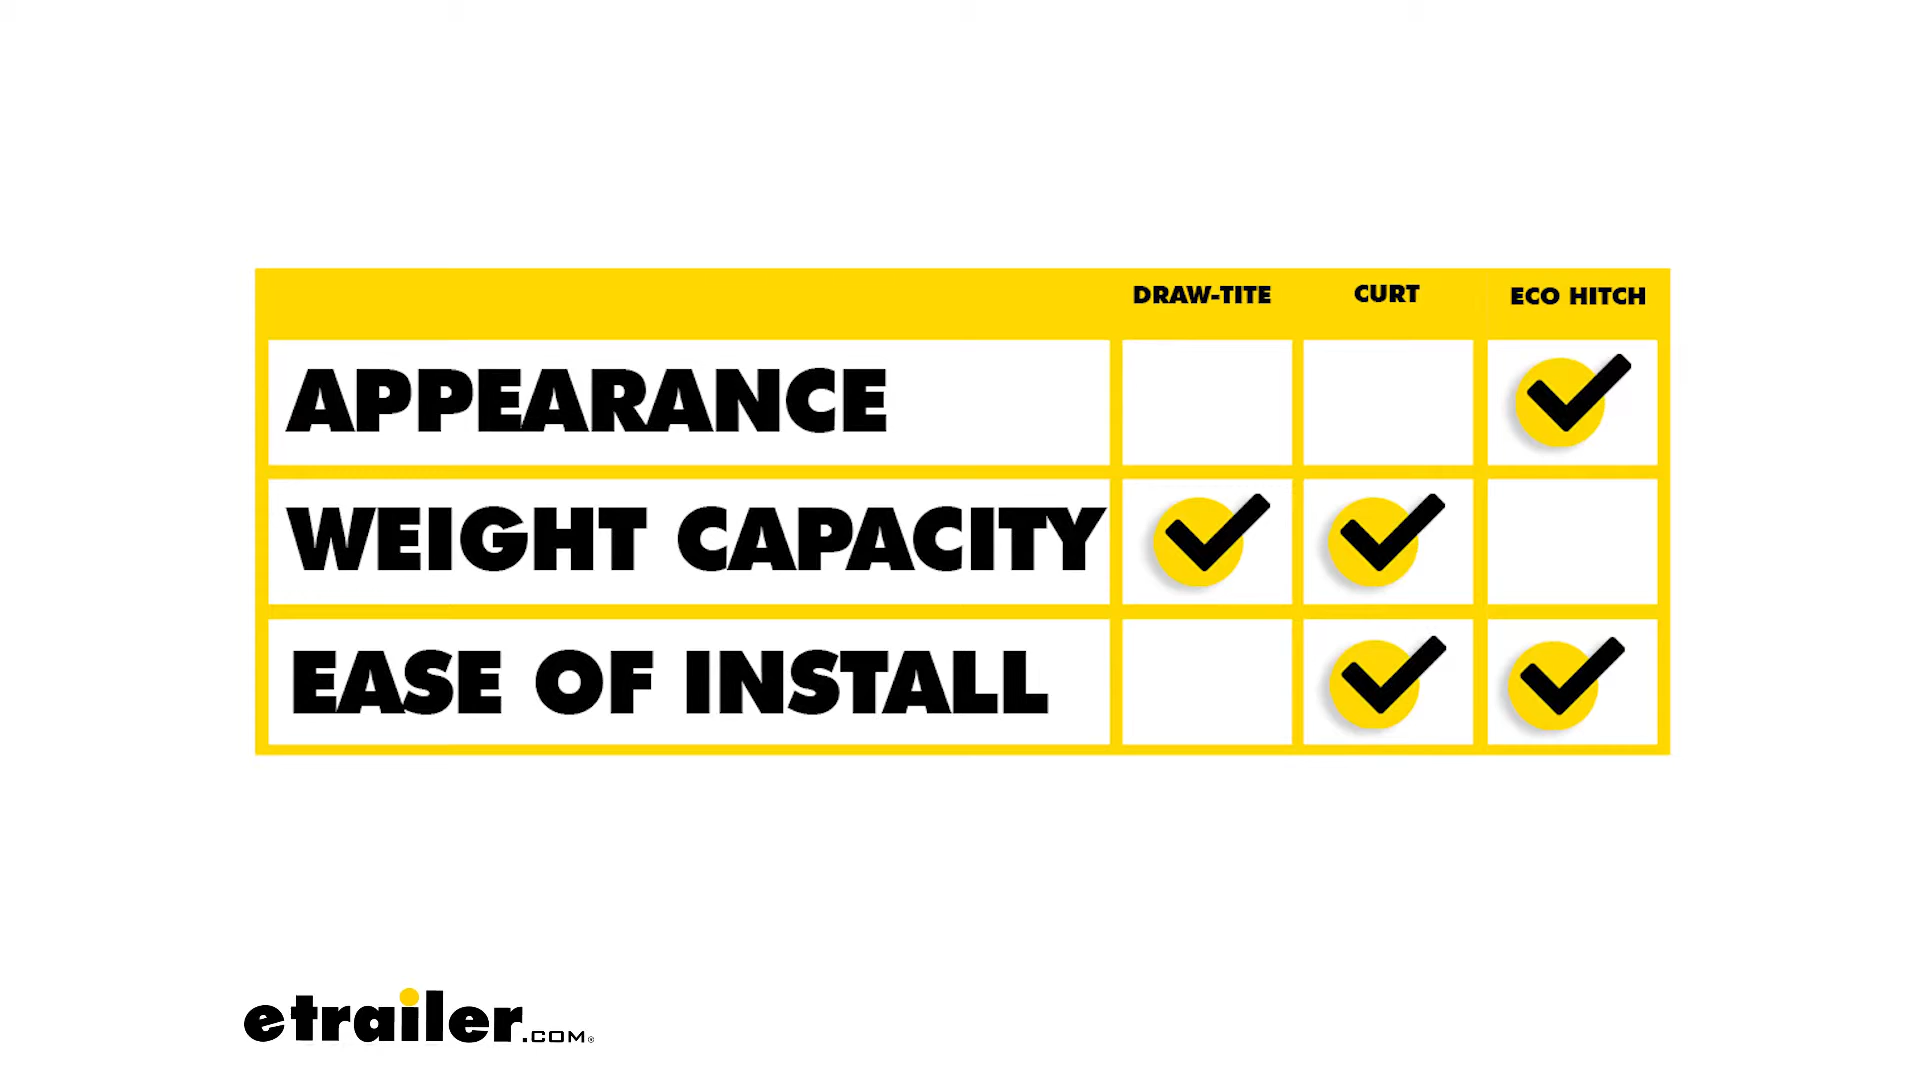 DRAW-TITE CURT ECO HITCH
APPEARANCE
WEIGHT CAPACITY
EASE OF INSTALL
etrailer.COM®